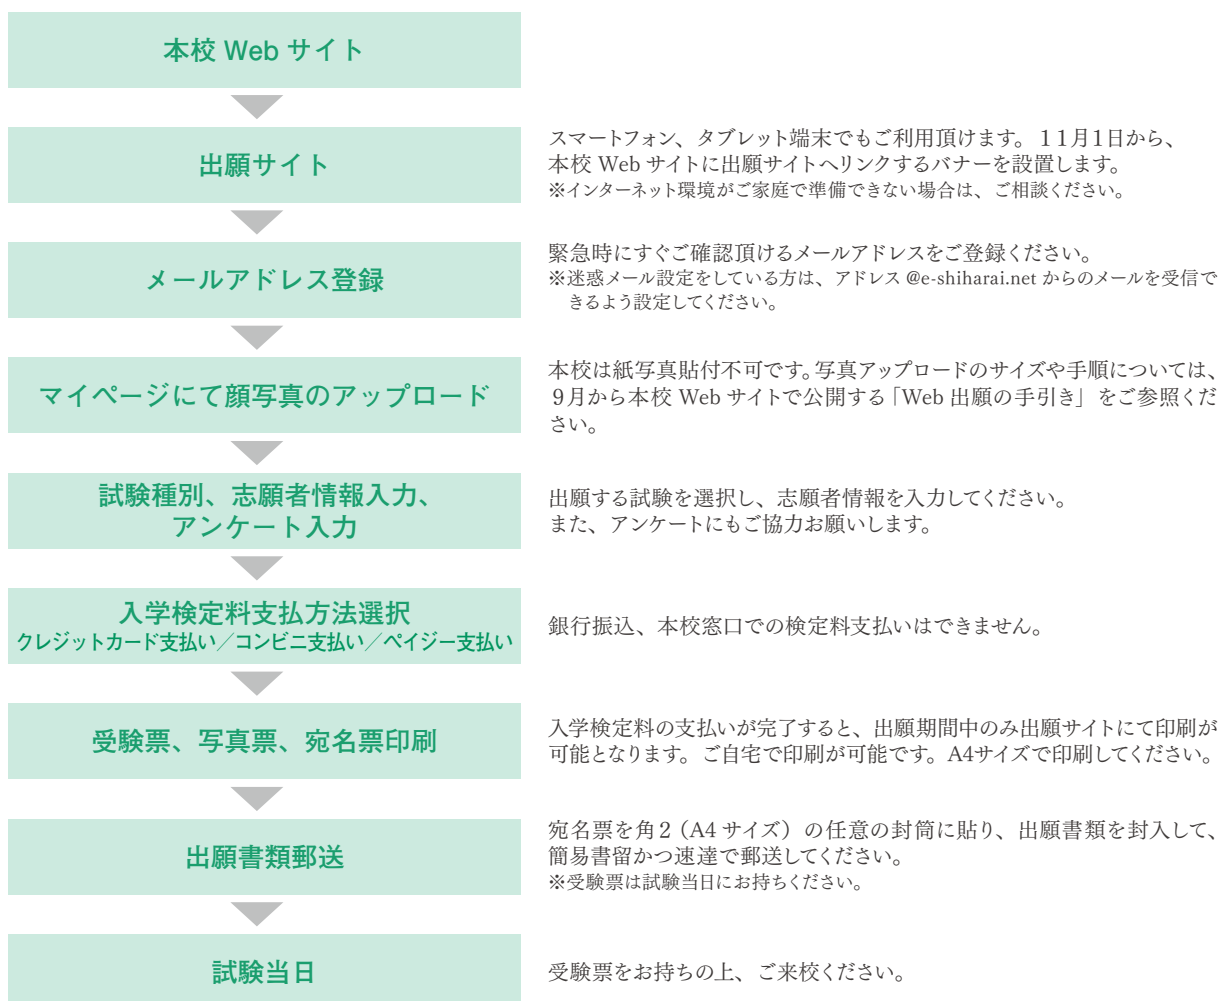 本校 Web サイト
出願サイト
スマートフォン、タブレット端末でもご利用頂けます。11月1日から、
本校 Web サイトに出願サイトへリンクするバナーを設置します。
※インターネット環境がご家庭で準備できない場合は、ご相談ください。
メールアドレス登録
緊急時にすぐご確認頂けるメールアドレスをご登録ください。
※迷惑メール設定をしている方は、アドレス @e-shiharai.net からのメールを受信で
きるよう設定してください。
マイページにて顔写真のアップロード
本校は紙写真貼付不可です。写真アップロードのサイズや手順については、
9月から本校 Web サイトで公開する「Web 出願の手引き」をご参照くだ
さい。
試験種別、志願者情報入力、
アンケート入力
出願する試験を選択し、志願者情報を入力してください。
また、アンケートにもご協力お願いします。
入学検定料支払方法選択
クレジットカード支払い／コンビニ支払い／ペイジー支払い
銀行振込、本校窓口での検定料支払いはできません。
受験票、写真票、宛名票印刷
入学検定料の支払いが完了すると、出願期間中のみ出願サイトにて印刷が
可能となります。ご自宅で印刷が可能です。A4サイズで印刷してください。
出願書類郵送
宛名票を角2（A4 サイズ）の任意の封筒に貼り、出願書類を封入して、
簡易書留かつ速達で郵送してください。
※受験票は試験当日にお持ちください。
試験当日
受験票をお持ちの上、ご来校ください。